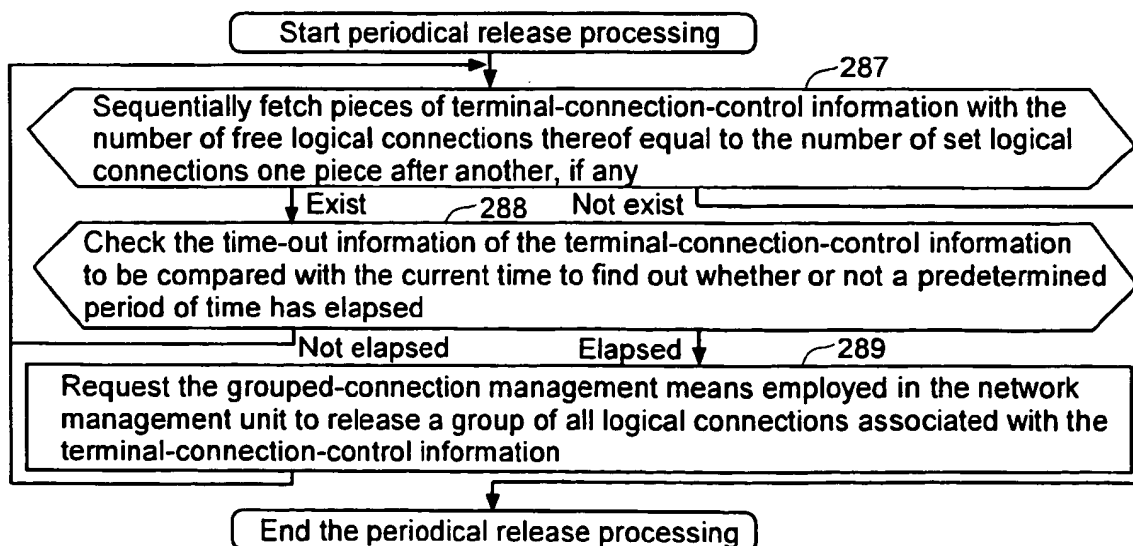 Start periodical release processing
287
Sequentially fetch pieces of terminal-connection-control information with the
number of free logical connections thereof equal to the number of set logical
connections one piece after another, if any
Exist
288
Not exist
Check the time-out information of the terminal-connection-control information
to be compared with the current time to find out whether or not a predetermined
period of time has elapsed
Not elapsed
Elapsed
289
Request the grouped-connection management means employed in the network
management unit to release a group of all logical connections associated with the
terminal-connection-control information
End the periodical release processing